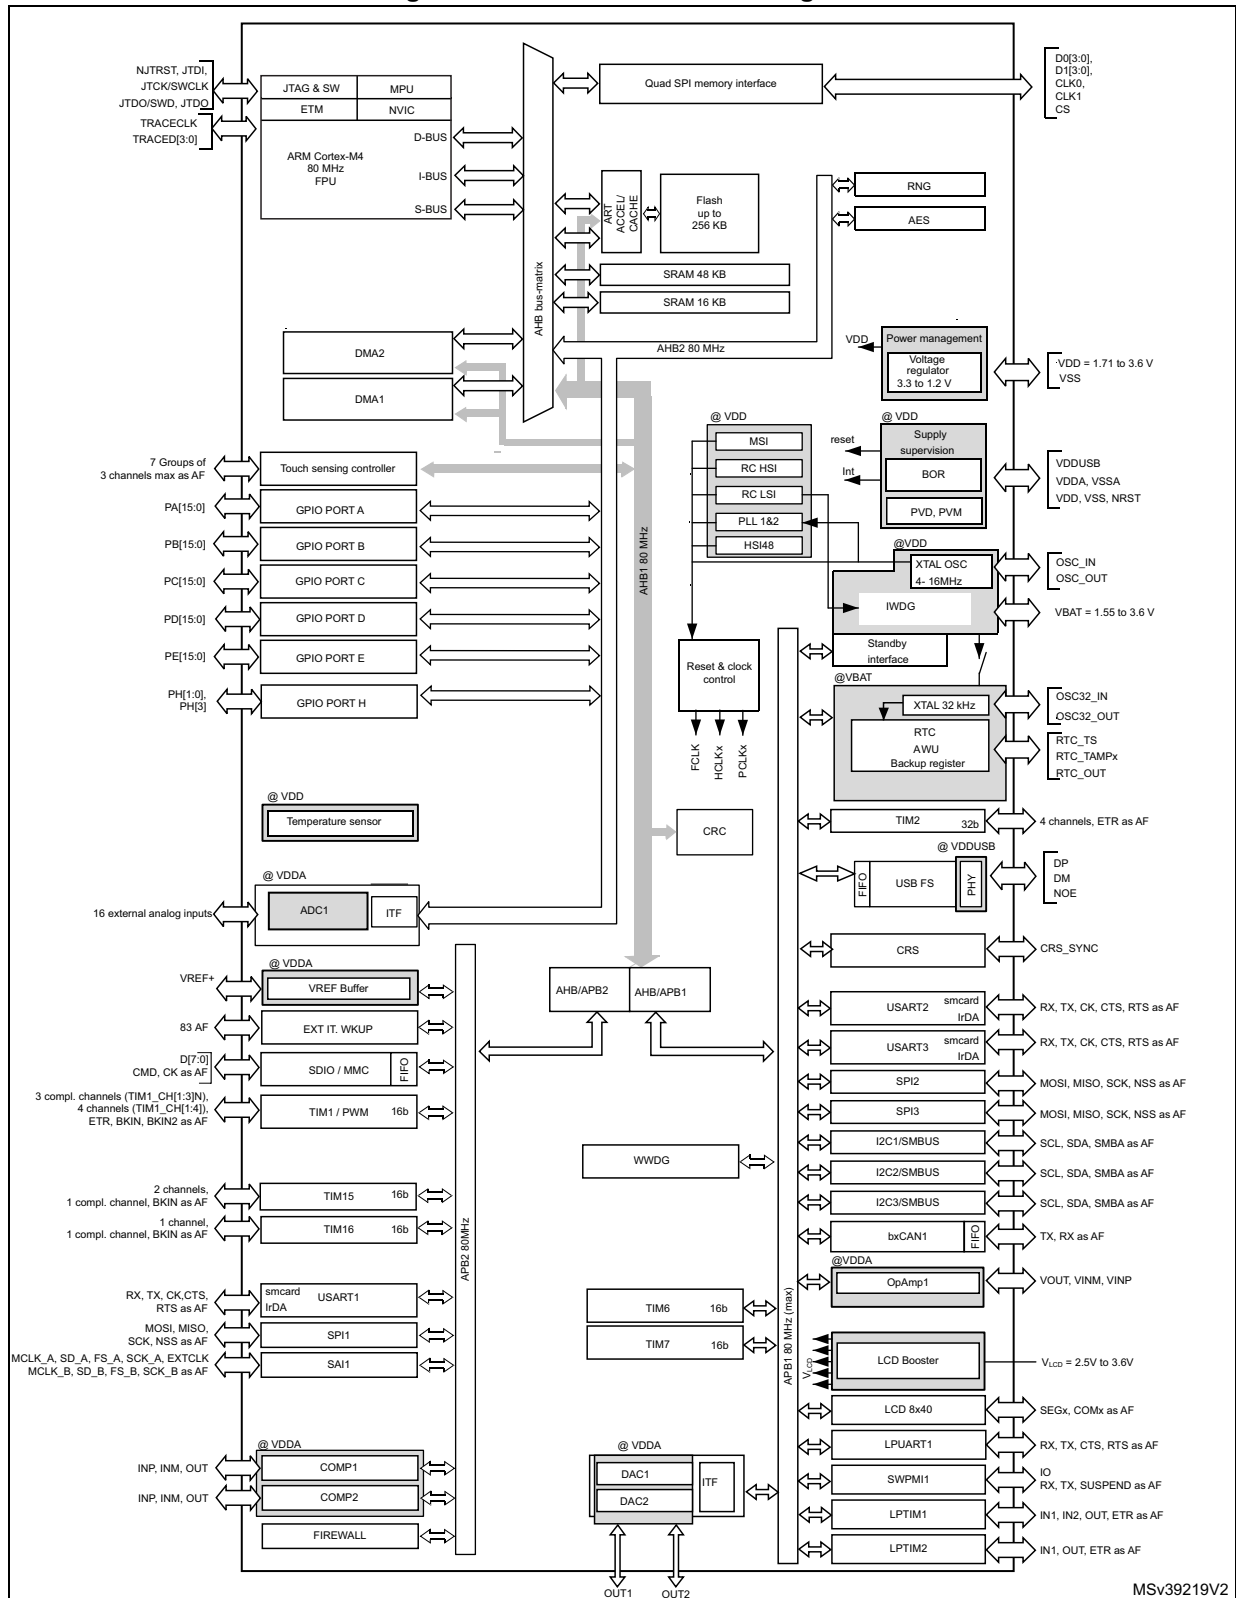 NJTRST, JTDI,
JTCK/SWCLK
JTDO/SWD, JTDO
TRACECLK
TRACED[3:0]
JTAG & SW
MPU
ETM
NVIC
ARM Cortex-M4
80 MHz
FPU
D-BUS
I-BUS
S-BUS
AHB bus-matrix
Quad SPI memory interface
D0[3:0],
D1[3:0],
CLK0,
CLK1
CS
ART
ACCEL/
CACHE
Flash
up to
256 KB
SRAM 48 KB
SRAM 16 KB
RNG
AES
AHB2 80 MHz
DMA2
DMA1
VDD
Power management
Voltage
regulator
3.3 to 1.2 V
VDD = 1.71 to 3.6 V
VSS
@ VDD
MSI
RC HSI
RC LSI
PLL 1&2
HSI48
@ VDD
reset
Int
Supply
supervision
BOR
PVD, PVM
VDDUSB
VDDA, VSSA
VDD, VSS, NRST
7 Groups of
3 channels max as AF
Touch sensing controller
PA[15:0]
GPIO PORT A
PB[15:0]
GPIO PORT B
PC[15:0]
GPIO PORT C
PD[15:0]
GPIO PORT D
PE[15:0]
GPIO PORT E
PH[1:0],
PH[3]
GPIO PORT H
AHB1 80 MHz
@VDD
XTAL OSC
4- 16MHz
IWDG
OSC_IN
OSC_OUT
VBAT = 1.55 to 3.6 V
Standby
interface
Reset & clock
control
FCLK
HCLKx
PCLKx
@VBAT
XTAL 32 kHz
RTC
AWU
Backup register
OSC32_IN
OSC32_OUT
RTC_TS
RTC_TAMPx
RTC_OUT
@ VDD
Temperature sensor
CRC
TIM2
32b
4 channels, ETR as AF
@ VDDUSB
FIFO
USB FS
PHY
DP
DM
NOE
@ VDDA
16 external analog inputs
ADC1
ITF
CRS
CRS_SYNC
@ VDDA
VREF+
VREF Buffer
AHB/APB2
AHB/APB1
83 AF
EXT IT. WKUP
D[7:0]
CMD, CK as AF
SDIO / MMC
FIFO
3 compl. channels (TIM1_CH[1:3]N),
4 channels (TIM1_CH[1:4]),
ETR, BKIN, BKIN2 as AF
TIM1 / PWM
16b
USART2
smcard
IrDA
RX, TX, CK, CTS, RTS as AF
USART3
smcard
IrDA
RX, TX, CK, CTS, RTS as AF
SPI2
MOSI, MISO, SCK, NSS as AF
SPI3
MOSI, MISO, SCK, NSS as AF
I2C1/SMBUS
SCL, SDA, SMBA as AF
I2C2/SMBUS
SCL, SDA, SMBA as AF
I2C3/SMBUS
SCL, SDA, SMBA as AF
bxCAN1
FIFO
TX, RX as AF
WWDG
2 channels,
1 compl. channel, BKIN as AF
TIM15
16b
1 channel,
1 compl. channel, BKIN as AF
TIM16
16b
APB2 80MHz
@VDDA
OpAmp1
VOUT, VINM, VINP
RX, TX, CK,CTS,
RTS as AF
smcard
IrDA
USART1
MOSI, MISO,
SCK, NSS as AF
SPI1
MCLK_A, SD_A, FS_A, SCK_A, EXTCLK
MCLK_B, SD_B, FS_B, SCK_B as AF
SAI1
TIM6
16b
TIM7
16b
APB1 80 MHz (max)
VLCD
LCD Booster
VLCD = 2.5V to 3.6V
LCD 8x40
SEGx, COMx as AF
LPUART1
RX, TX, CTS, RTS as AF
SWPMI1
IO
RX, TX, SUSPEND as AF
LPTIM1
IN1, IN2, OUT, ETR as AF
LPTIM2
IN1, OUT, ETR as AF
@ VDDA
INP, INM, OUT
COMP1
INP, INM, OUT
COMP2
FIREWALL
@ VDDA
DAC1
DAC2
ITF
OUT1
OUT2
MSv39219V2